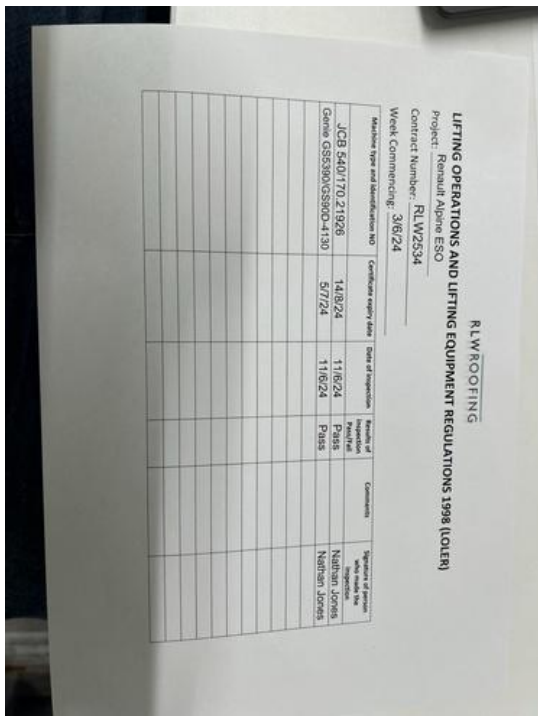 RLWROOFING
LIFTING OPERATIONS AND LIFTING EQUIPMENT REGULATIONS 1998 (LOLER)
Project: Renault Alpine ESO
Contract Number: RLW2534
Week Commencing: 3/6/24
Machine type and identification NO Certificate expiry date Date of inspection Results of inspection Pass/Fail Comments Signature of person who made the inspection
JCB 540/170.21926 14/8/24 11/6/24 Pass Nathan Jones
Genie GS5390/GS90D-4130 5/7/24 11/6/24 Pass Nathan Jones